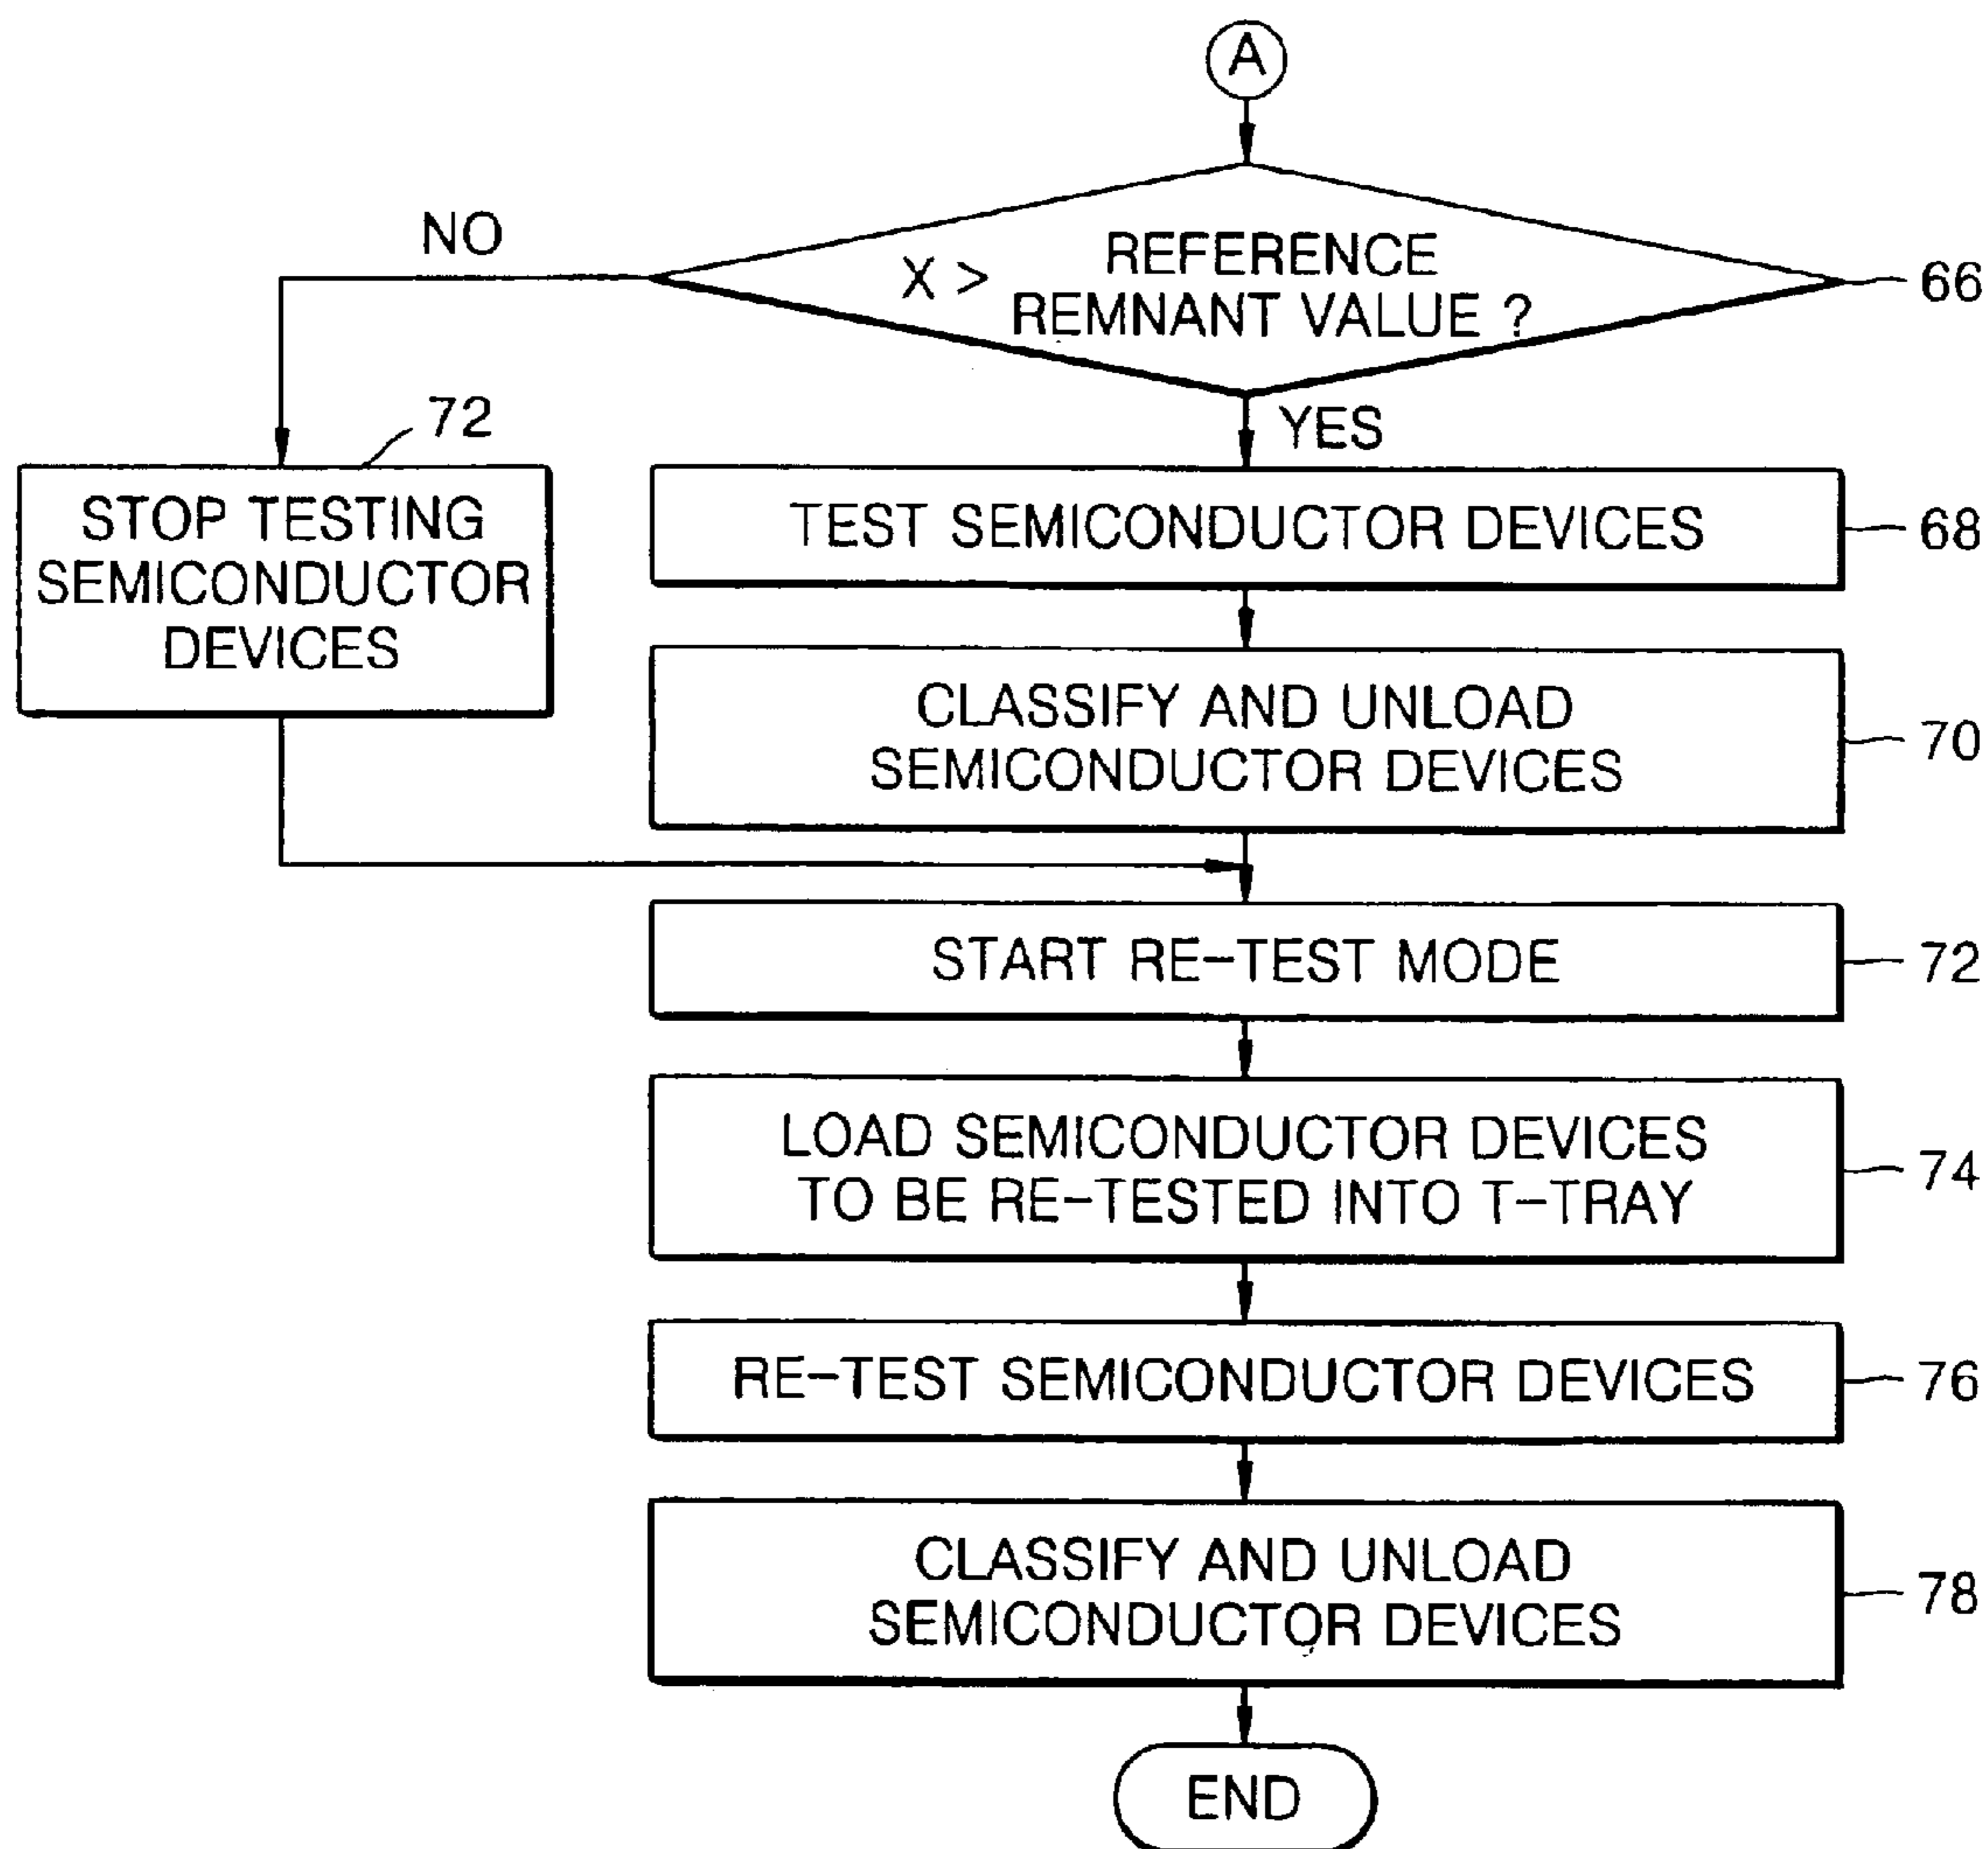 A
NO
X >
REFERENCE
REMNANT VALUE ?
66
YES
72
STOP TESTING
SEMICONDUCTOR
DEVICES
TEST SEMICONDUCTOR DEVICES
68
CLASSIFY AND UNLOAD
SEMICONDUCTOR DEVICES
70
START RE-TEST MODE
72
LOAD SEMICONDUCTOR DEVICES
TO BE RE-TESTED INTO T-TRAY
74
RE-TEST SEMICONDUCTOR DEVICES
76
CLASSIFY AND UNLOAD
SEMICONDUCTOR DEVICES
78
END